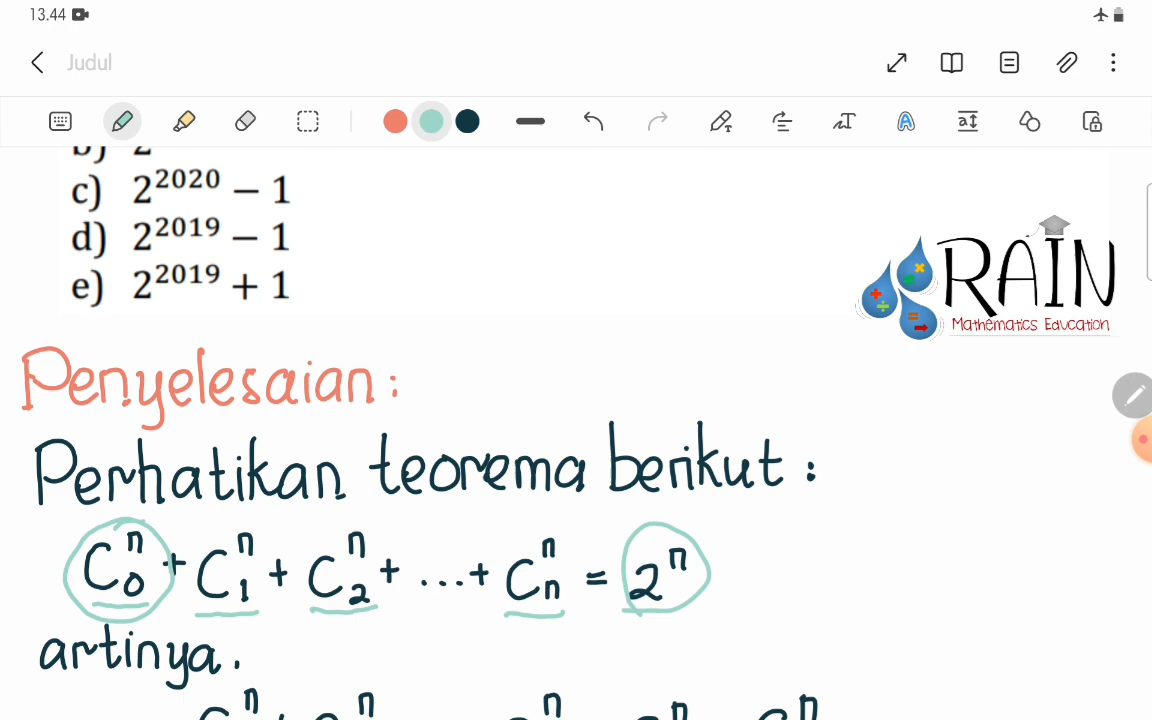 13.44
Judul
c) 2^2020 − 1
d) 2^2019 − 1
e) 2^2019 + 1
RAIN
Mathematics Education
Penyelesaian:
Perhatikan teorema berikut:
C₀ⁿ + C₁ⁿ + C₂ⁿ + ... + Cₙⁿ = 2ⁿ
artinya.